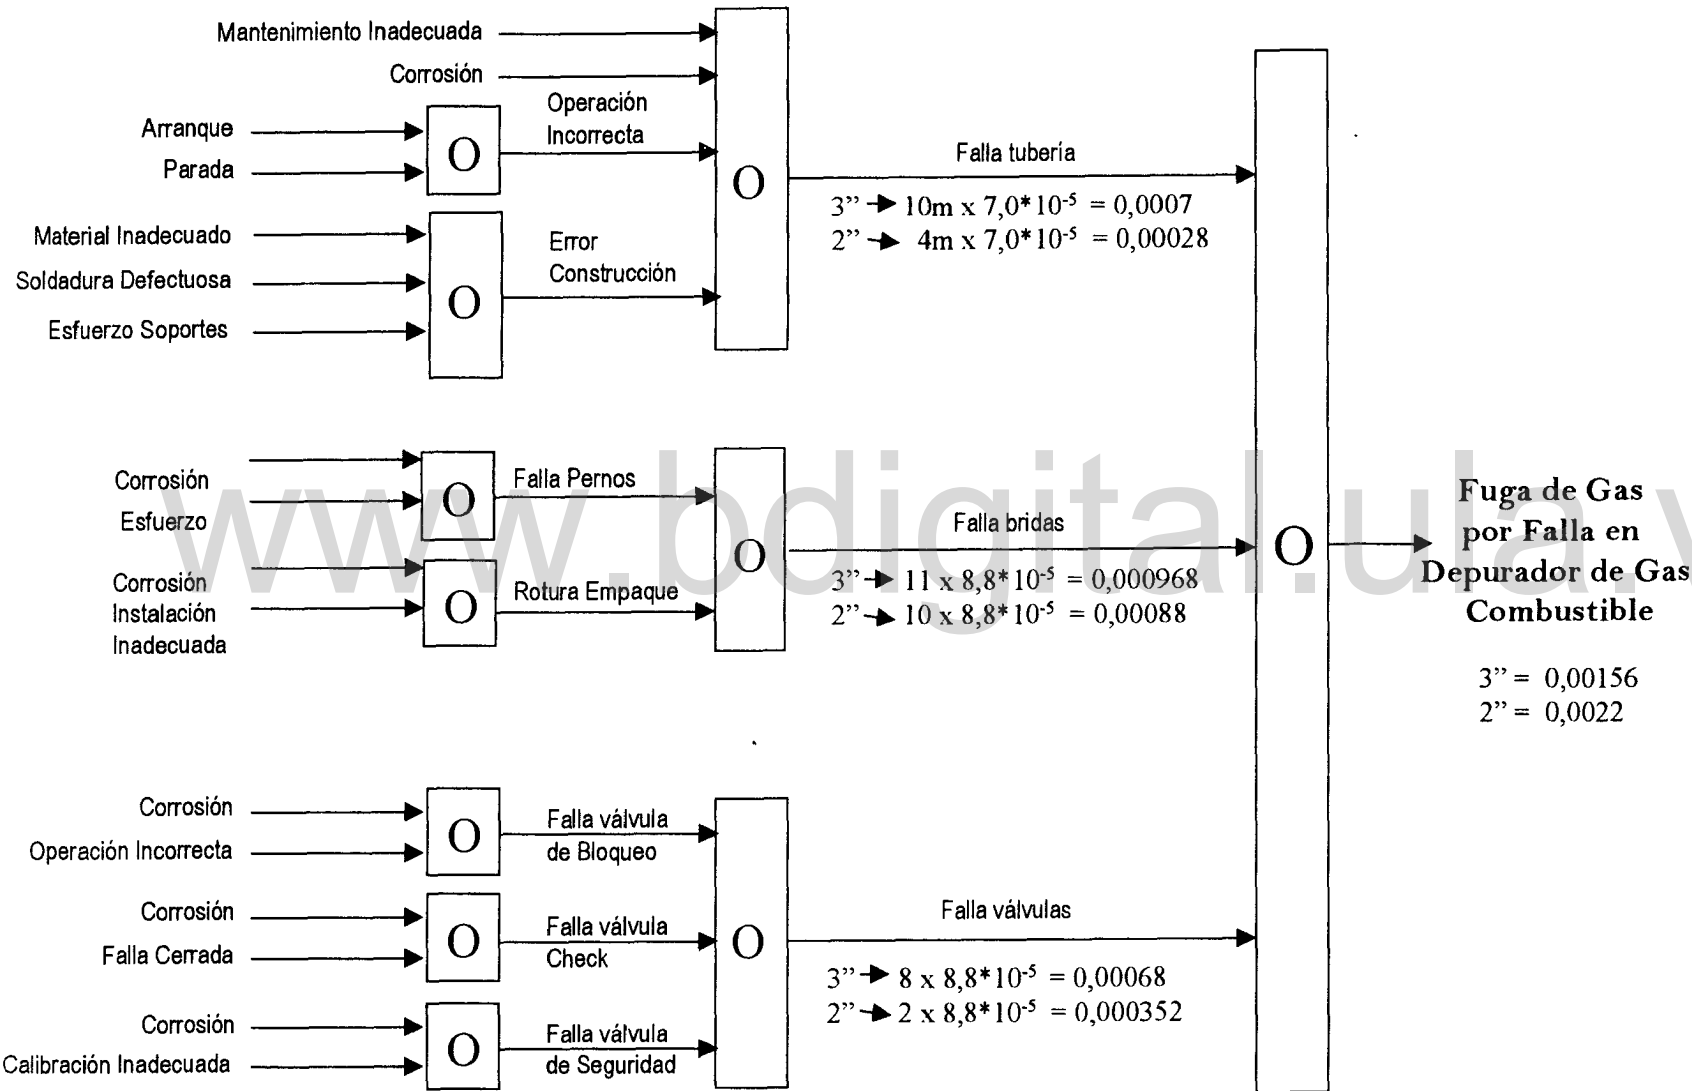 Mantenimiento Inadecuada
Corrosión
Arranque
Parada
O
Operación
Incorrecta
Material Inadecuado
Soldadura Defectuosa
Esfuerzo Soportes
O
Error
Construcción
O
Falla tubería
3” 10m x 7,0*10⁻⁵ = 0,0007
2” 4m x 7,0*10⁻⁵ = 0,00028
Corrosión
Esfuerzo
O
Falla Pernos
Corrosión
Instalación
Inadecuada
O
Rotura Empaque
O
Falla bridas
3” 11 x 8,8*10⁻⁵ = 0,000968
2” 10 x 8,8*10⁻⁵ = 0,00088
Corrosión
Operación Incorrecta
O
Falla válvula
de Bloqueo
Corrosión
Falla Cerrada
O
Falla válvula
Check
Corrosión
Calibración Inadecuada
O
Falla válvula
de Seguridad
O
Falla válvulas
3” 8 x 8,8*10⁻⁵ = 0,00068
2” 2 x 8,8*10⁻⁵ = 0,000352
O
Fuga de Gas
por Falla en
Depurador de Gas
Combustible
3” = 0,00156
2” = 0,0022
www.bdigital.ula.v